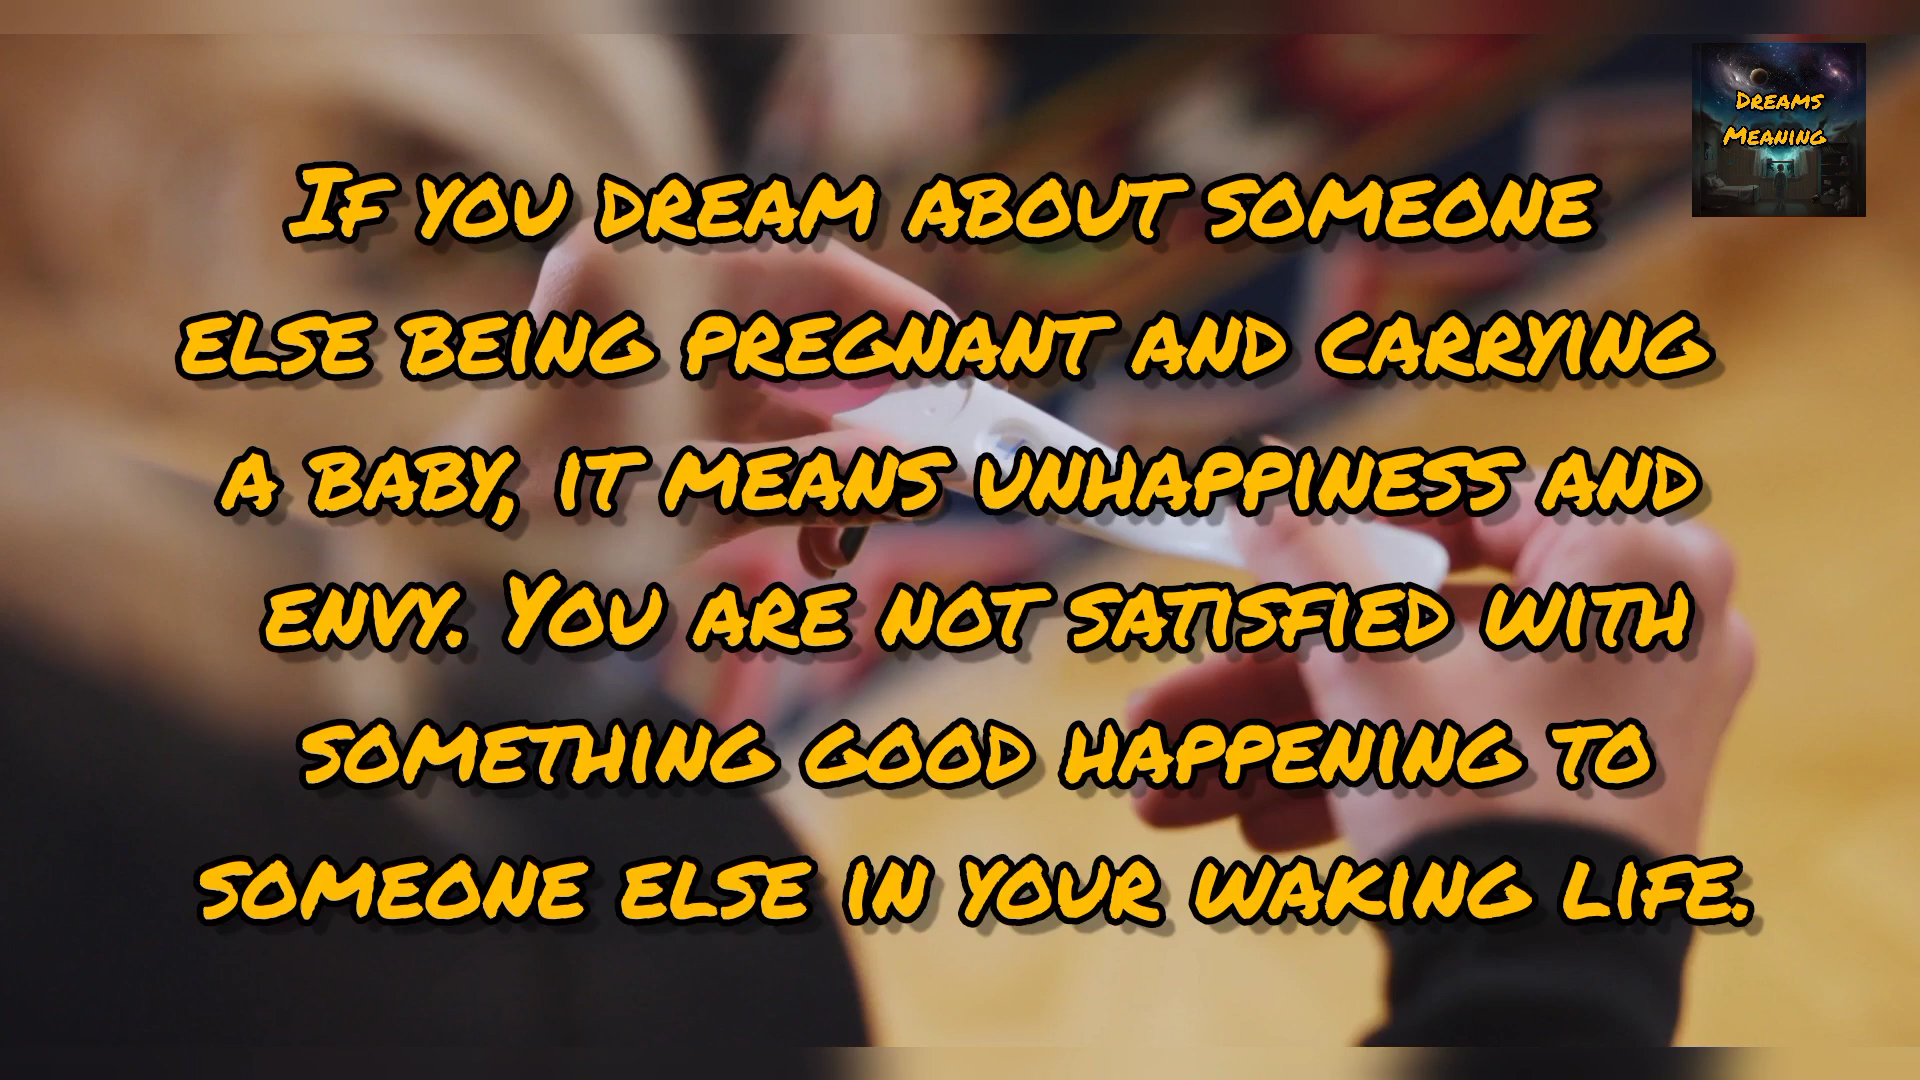 Dreams
Meaning
If you dream about someone
else being pregnant and carrying
a baby, it means unhappiness and
envy. You are not satisfied with
something good happening to
someone else in your waking life.